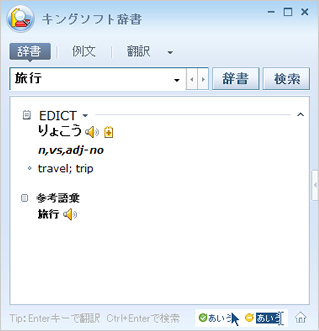 キングソフト辞書
辞書 例文 翻訳
旅行 辞書 検索
EDICT
りょこう
n,vs,adj-no
travel; trip
参考語彙
旅行
Tip: Enterキーで翻訳 Ctrl+Enterで検索 あいう あいう